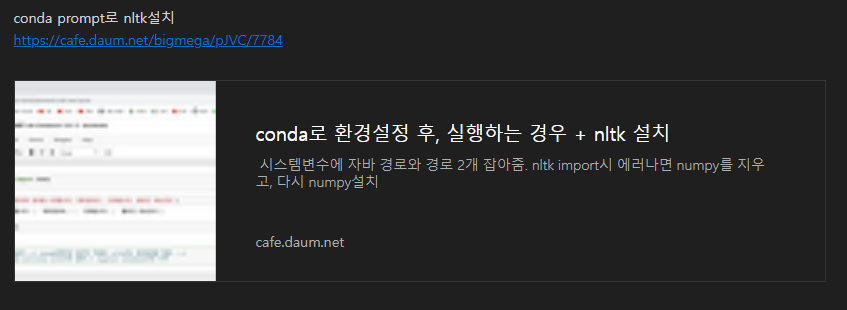 conda prompt로 nltk설치
https://cafe.daum.net/bigmega/pJVC/7784
conda로 환경설정 후, 실행하는 경우 + nltk 설치
시스템변수에 자바 경로와 경로 2개 잡아줌. nltk import시 에러나면 numpy를 지우
고, 다시 numpy설치
cafe.daum.net